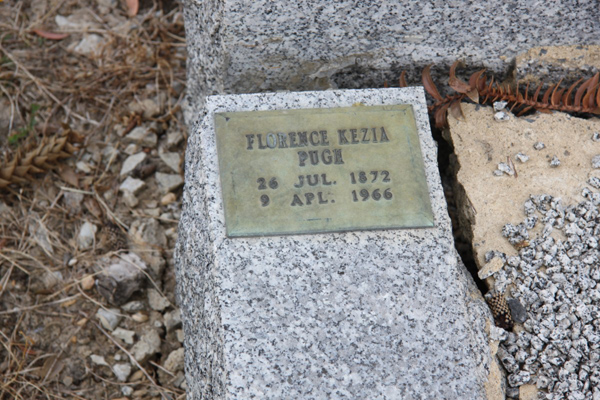 FLORENCE KEZIA
PUGH
26 JUL. 1872
9 APL. 1966